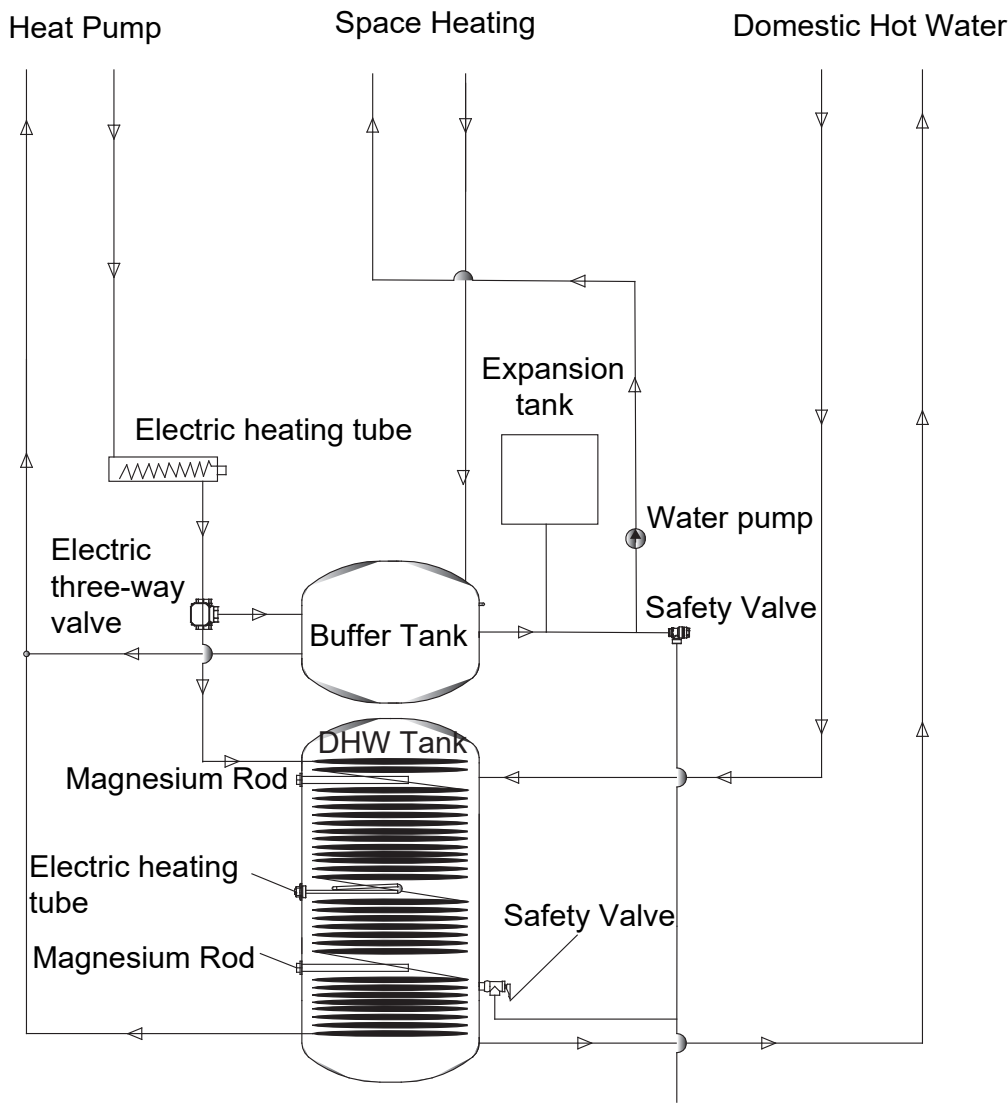 Heat Pump
Space Heating
Domestic Hot Water
Expansion
tank
Electric heating tube
Water pump
Electric
three-way
valve
Safety Valve
Buffer Tank
DHW Tank
Magnesium Rod
Electric heating
tube
Safety Valve
Magnesium Rod